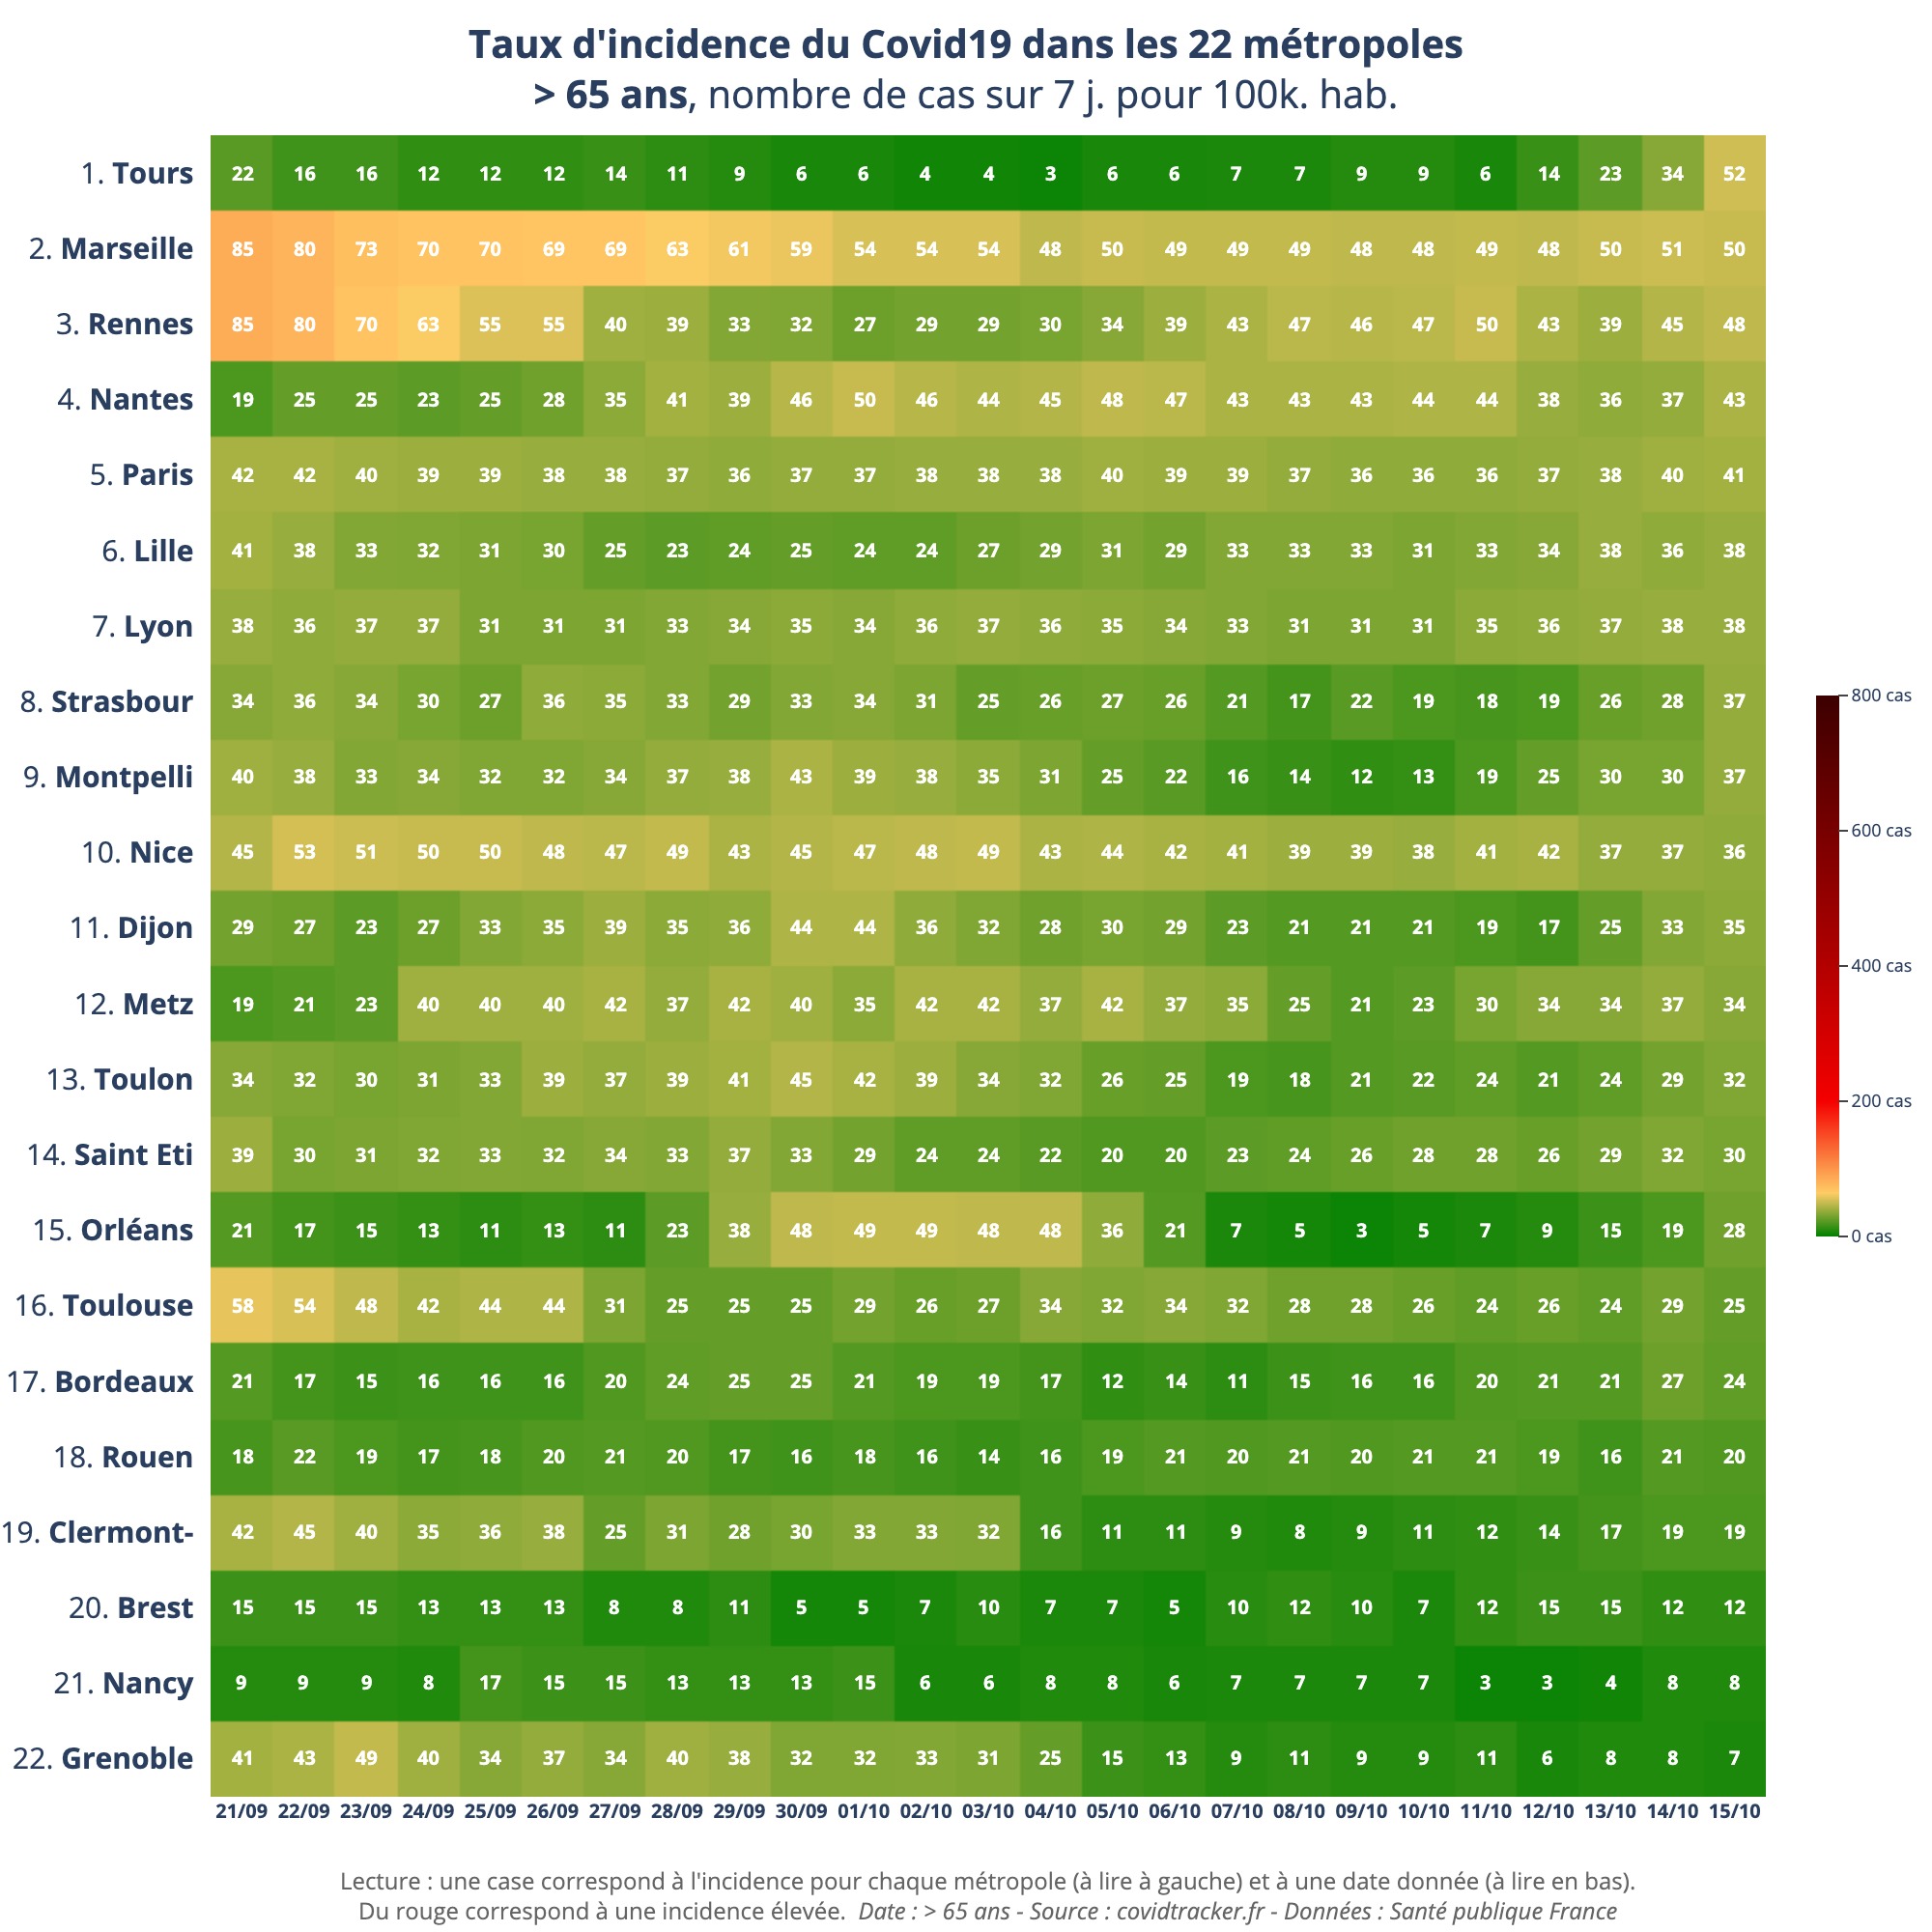 Taux d'incidence du Covid19 dans les 22 métropoles
> 65 ans, nombre de cas sur 7 j. pour 100k. hab.
1. Tours 22 16 16 12 12 12 14 11 9 6 6 4 4 3 6 6 7 7 9 9 6 14 23 34 52
2. Marseille 85 80 73 70 70 69 69 63 61 59 54 54 54 48 50 49 49 49 48 48 49 48 50 51 50
3. Rennes 85 80 70 63 55 55 40 39 33 32 27 29 29 30 34 39 43 47 46 47 50 43 39 45 48
4. Nantes 19 25 25 23 25 28 35 41 39 46 50 46 44 45 48 47 43 43 43 44 44 38 36 37 43
5. Paris 42 42 40 39 39 38 38 37 36 37 37 38 38 38 40 39 39 37 36 36 36 37 38 40 41
6. Lille 41 38 33 32 31 30 25 23 24 25 24 24 27 29 31 29 33 33 33 31 33 34 38 36 38
7. Lyon 38 36 37 37 31 31 31 33 34 35 34 36 37 36 35 34 33 31 31 31 35 36 37 38 38
8. Strasbour 34 36 34 30 27 36 35 33 29 33 34 31 25 26 27 26 21 17 22 19 18 19 26 28 37
9. Montpelli 40 38 33 34 32 32 34 37 38 43 39 38 35 31 25 22 16 14 12 13 19 25 30 30 37
10. Nice 45 53 51 50 50 48 47 49 43 45 47 48 49 43 44 42 41 39 39 38 41 42 37 37 36
11. Dijon 29 27 23 27 33 35 39 35 36 44 44 36 32 28 30 29 23 21 21 21 19 17 25 33 35
12. Metz 19 21 23 40 40 40 42 37 42 40 35 42 42 37 42 37 35 25 21 23 30 34 34 37 34
13. Toulon 34 32 30 31 33 39 37 39 41 45 42 39 34 32 26 25 19 18 21 22 24 21 24 29 32
14. Saint Eti 39 30 31 32 33 32 34 33 37 33 29 24 24 22 20 20 23 24 26 28 28 26 29 32 30
15. Orléans 21 17 15 13 11 13 11 23 38 48 49 49 48 48 36 21 7 5 3 5 7 9 15 19 28
16. Toulouse 58 54 48 42 44 44 31 25 25 25 29 26 27 34 32 34 32 28 28 26 24 26 24 29 25
17. Bordeaux 21 17 15 16 16 16 20 24 25 25 21 19 19 17 12 14 11 15 16 16 20 21 21 27 24
18. Rouen 18 22 19 17 18 20 21 20 17 16 18 16 14 16 19 21 20 21 20 21 21 19 16 21 20
19. Clermont- 42 45 40 35 36 38 25 31 28 30 33 33 32 16 11 11 9 8 9 11 12 14 17 19 19
20. Brest 15 15 15 13 13 13 8 8 11 5 5 7 10 7 7 5 10 12 10 7 12 15 15 12 12
21. Nancy 9 9 9 8 17 15 15 13 13 13 15 6 6 8 8 6 7 7 7 7 3 3 4 8 8
22. Grenoble 41 43 49 40 34 37 34 40 38 32 32 33 31 25 15 13 9 11 9 9 11 6 8 8 7
21/09 22/09 23/09 24/09 25/09 26/09 27/09 28/09 29/09 30/09 01/10 02/10 03/10 04/10 05/10 06/10 07/10 08/10 09/10 10/10 11/10 12/10 13/10 14/10 15/10
800 cas
600 cas
400 cas
200 cas
0 cas
Lecture : une case correspond à l'incidence pour chaque métropole (à lire à gauche) et à une date donnée (à lire en bas).
Du rouge correspond à une incidence élevée. Date : > 65 ans - Source : covidtracker.fr - Données : Santé publique France